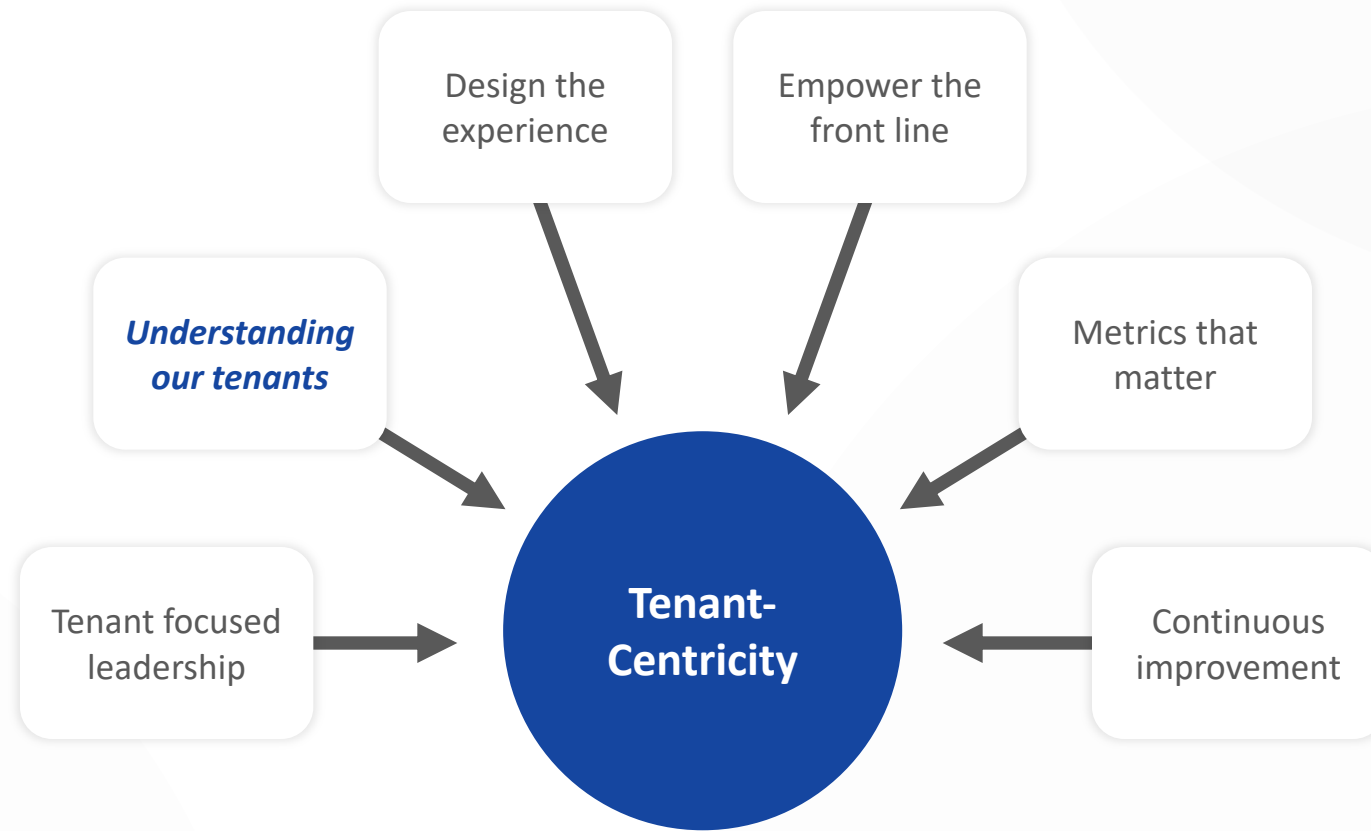 Design the
experience
Empower the
front line
Understanding
our tenants
Metrics that
matter
Tenant focused
leadership
Tenant-
Centricity
Continuous
improvement